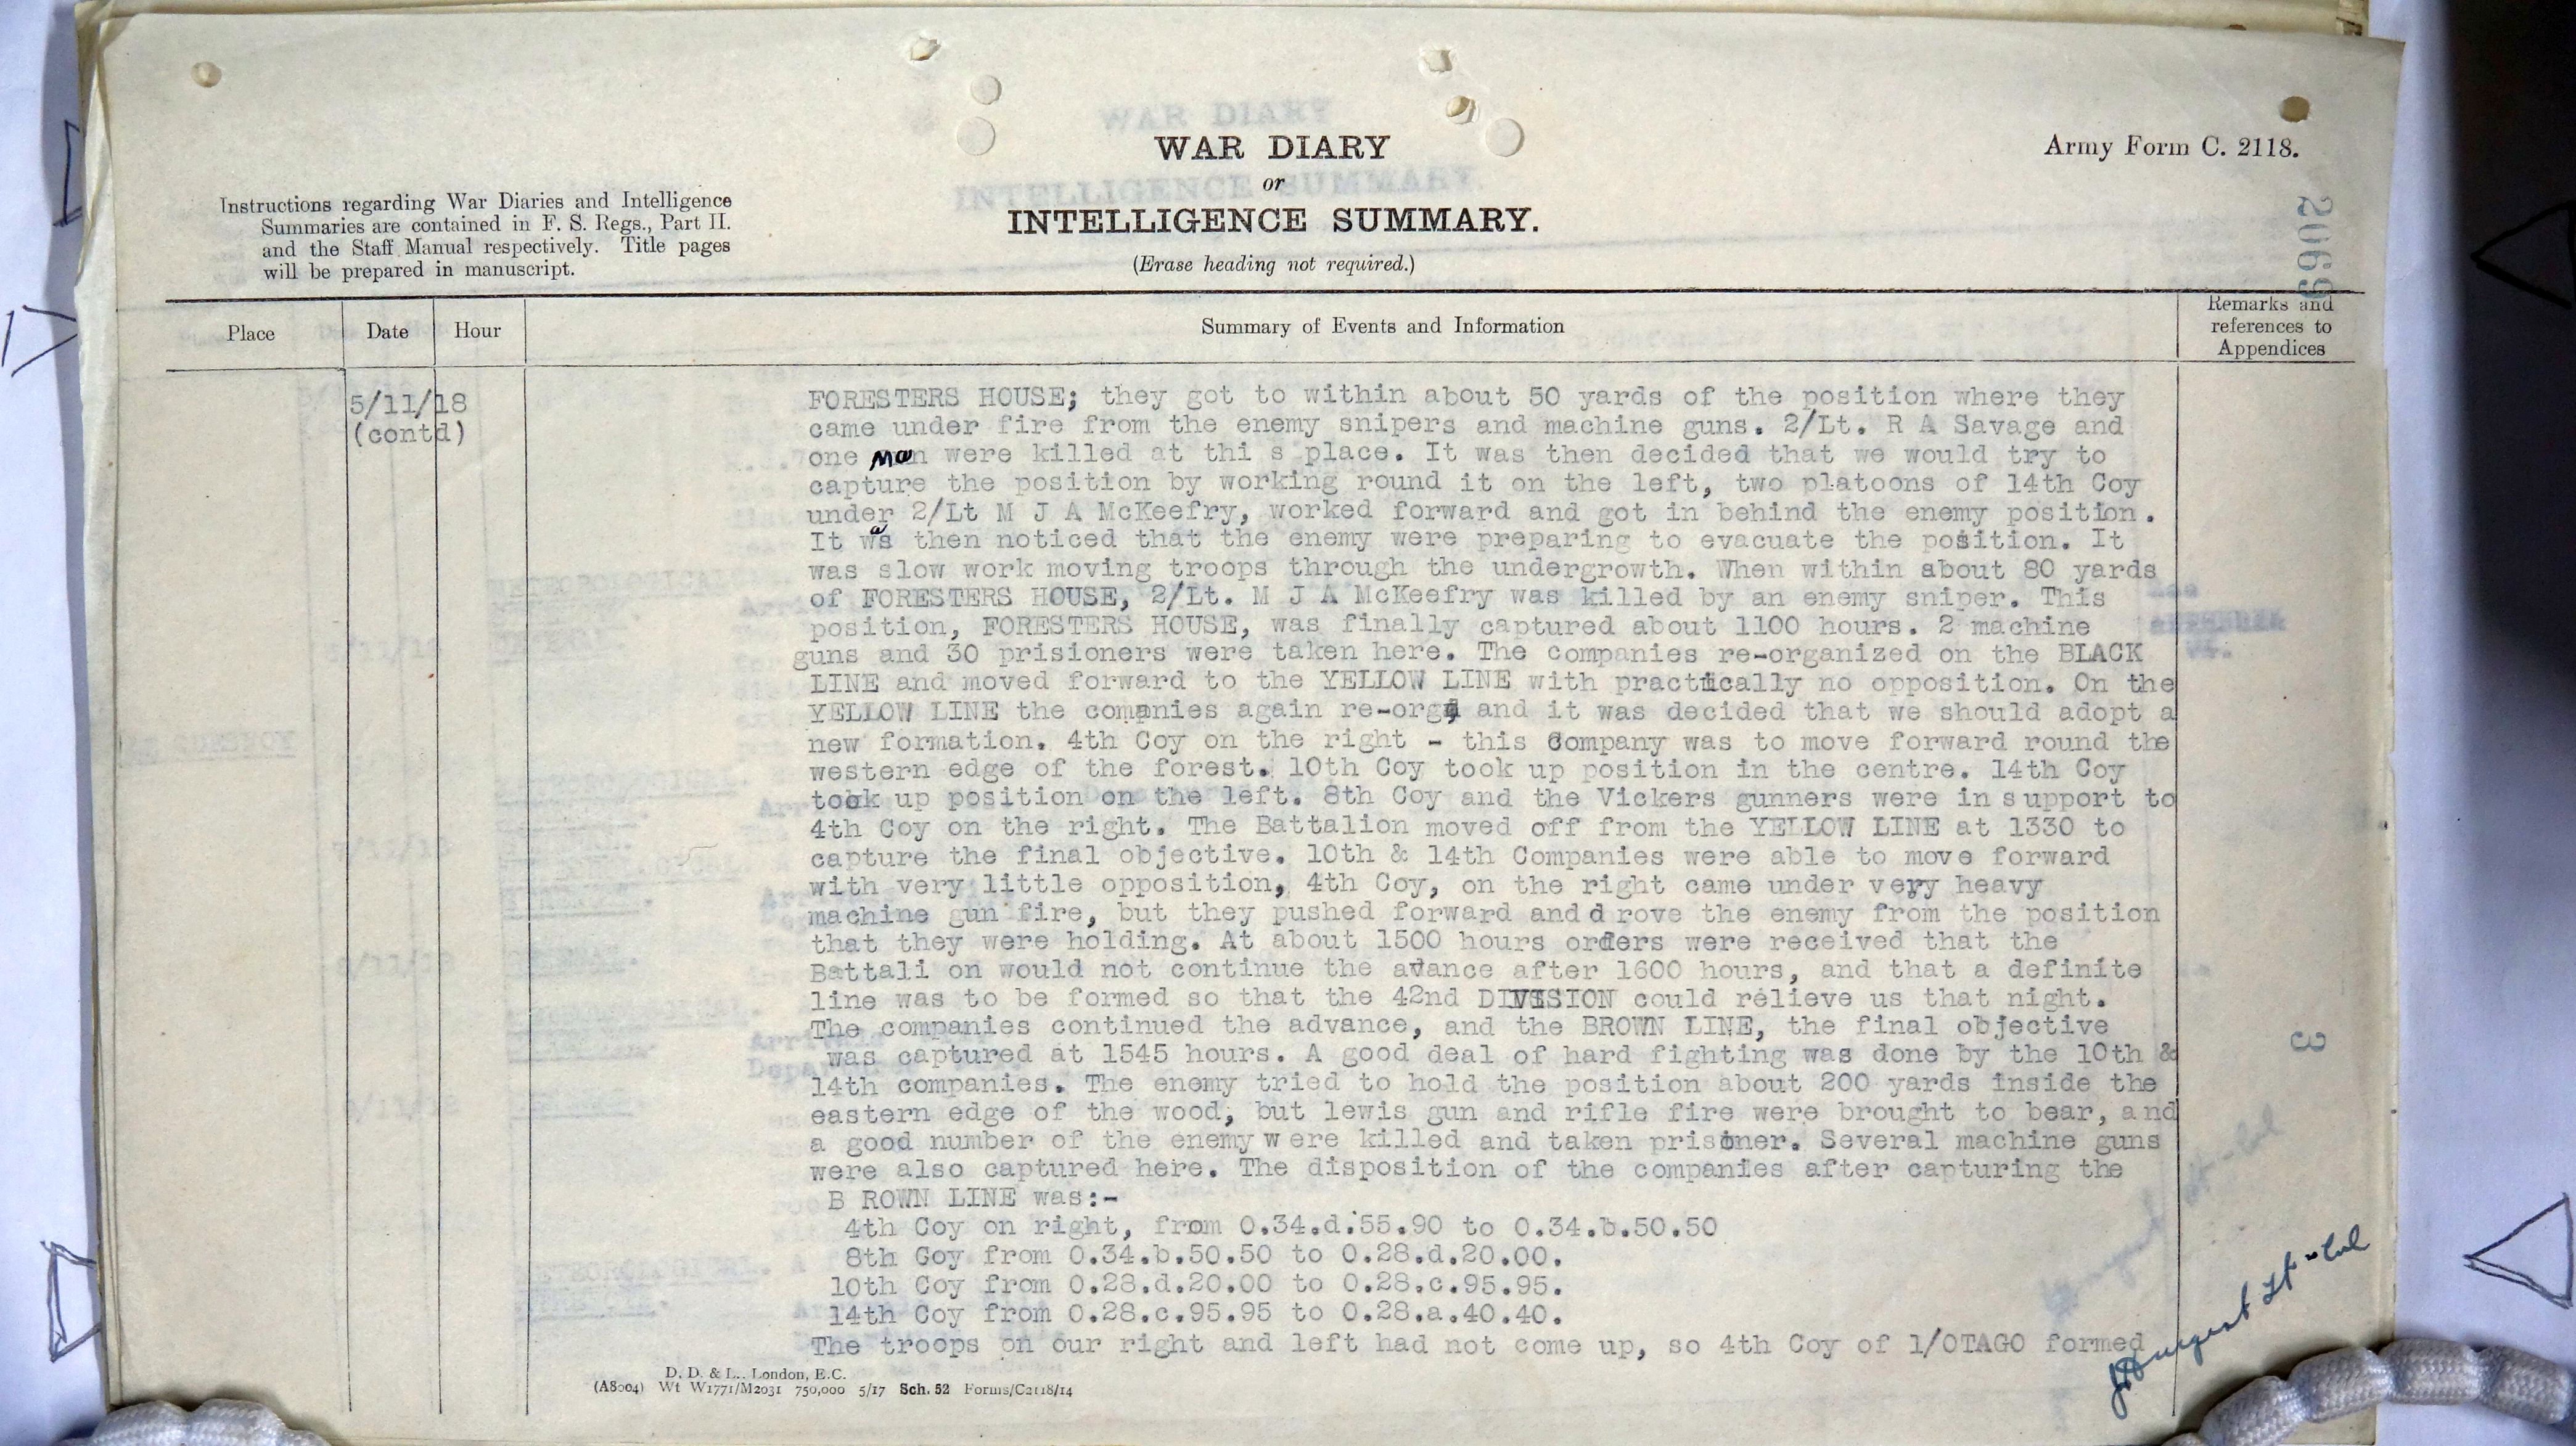 WAR DIARY
or
INTELLIGENCE SUMMARY.
(Erase heading not required.)
Army Form C. 2118.
Instructions regarding War Diaries and Intelligence
Summaries are contained in F. S. Regs., Part II.
and the Staff Manual respectively. Title pages
will be prepared in manuscript.
2069
Place
Date
Hour
Summary of Events and Information
Remarks and
references to
Appendices
5/11/18
(contd)
FORESTERS HOUSE; they got to within about 50 yards of the position where they
came under fire from the enemy snipers and machine guns. 2/Lt. R A Savage and
one man were killed at thi s place. It was then decided that we would try to
capture the position by working round it on the left, two platoons of 14th Coy
under 2/Lt M J A McKeefry, worked forward and got in behind the enemy position.
It was then noticed that the enemy were preparing to evacuate the position. It
was slow work moving troops through the undergrowth. When within about 80 yards
of FORESTERS HOUSE, 2/Lt. M J A McKeefry was killed by an enemy sniper. This
position, FORESTERS HOUSE, was finally captured about 1100 hours. 2 machine
guns and 30 prisioners were taken here. The companies re-organized on the BLACK
LINE and moved forward to the YELLOW LINE with practically no opposition. On the
YELLOW LINE the companies again re-org, and it was decided that we should adopt a
new formation. 4th Coy on the right - this Company was to move forward round the
western edge of the forest. 10th Coy took up position in the centre. 14th Coy
took up position on the left. 8th Coy and the Vickers gunners were in support to
4th Coy on the right. The Battalion moved off from the YELLOW LINE at 1330 to
capture the final objective. 10th & 14th Companies were able to move forward
with very little opposition, 4th Coy, on the right came under very heavy
machine gun fire, but they pushed forward and d rove the enemy from the position
that they were holding. At about 1500 hours orders were received that the
Battali on would not continue the advance after 1600 hours, and that a definite
line was to be formed so that the 42nd DIVISION could relieve us that night.
The companies continued the advance, and the BROWN LINE, the final objective
was captured at 1545 hours. A good deal of hard fighting was done by the 10th &
14th companies. The enemy tried to hold the position about 200 yards inside the
eastern edge of the wood, but lewis gun and rifle fire were brought to bear, and
a good number of the enemy were killed and taken prisoner. Several machine guns
were also captured here. The disposition of the companies after capturing the
B ROWN LINE was:-
4th Coy on right, from 0.34.d.55.90 to 0.34.b.50.50
8th Coy from 0.34.b.50.50 to 0.28.d.20.00.
10th Coy from 0.28.d.20.00 to 0.28.c.95.95.
14th Coy from 0.28.c.95.95 to 0.28.a.40.40.
The troops on our right and left had not come up, so 4th Coy of 1/OTAGO formed
3
JHargest Lt-Col
D. D. & L., London, E.C.
(A8004) Wt W1771/M2031 750,000 5/17 Sch. 52 Forms/C2118/14